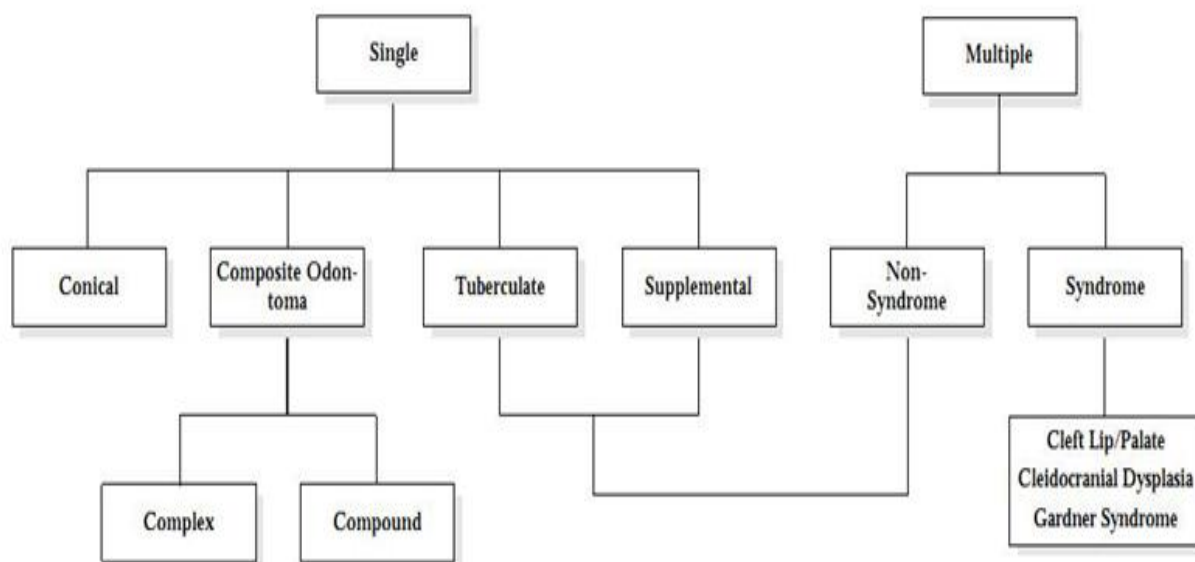 Single
Multiple
Conical
Composite Odon-
toma
Tuberculate
Supplemental
Non-
Syndrome
Syndrome
Complex
Compound
Cleft Lip/Palate
Cleidocranial Dysplasia
Gardner Syndrome